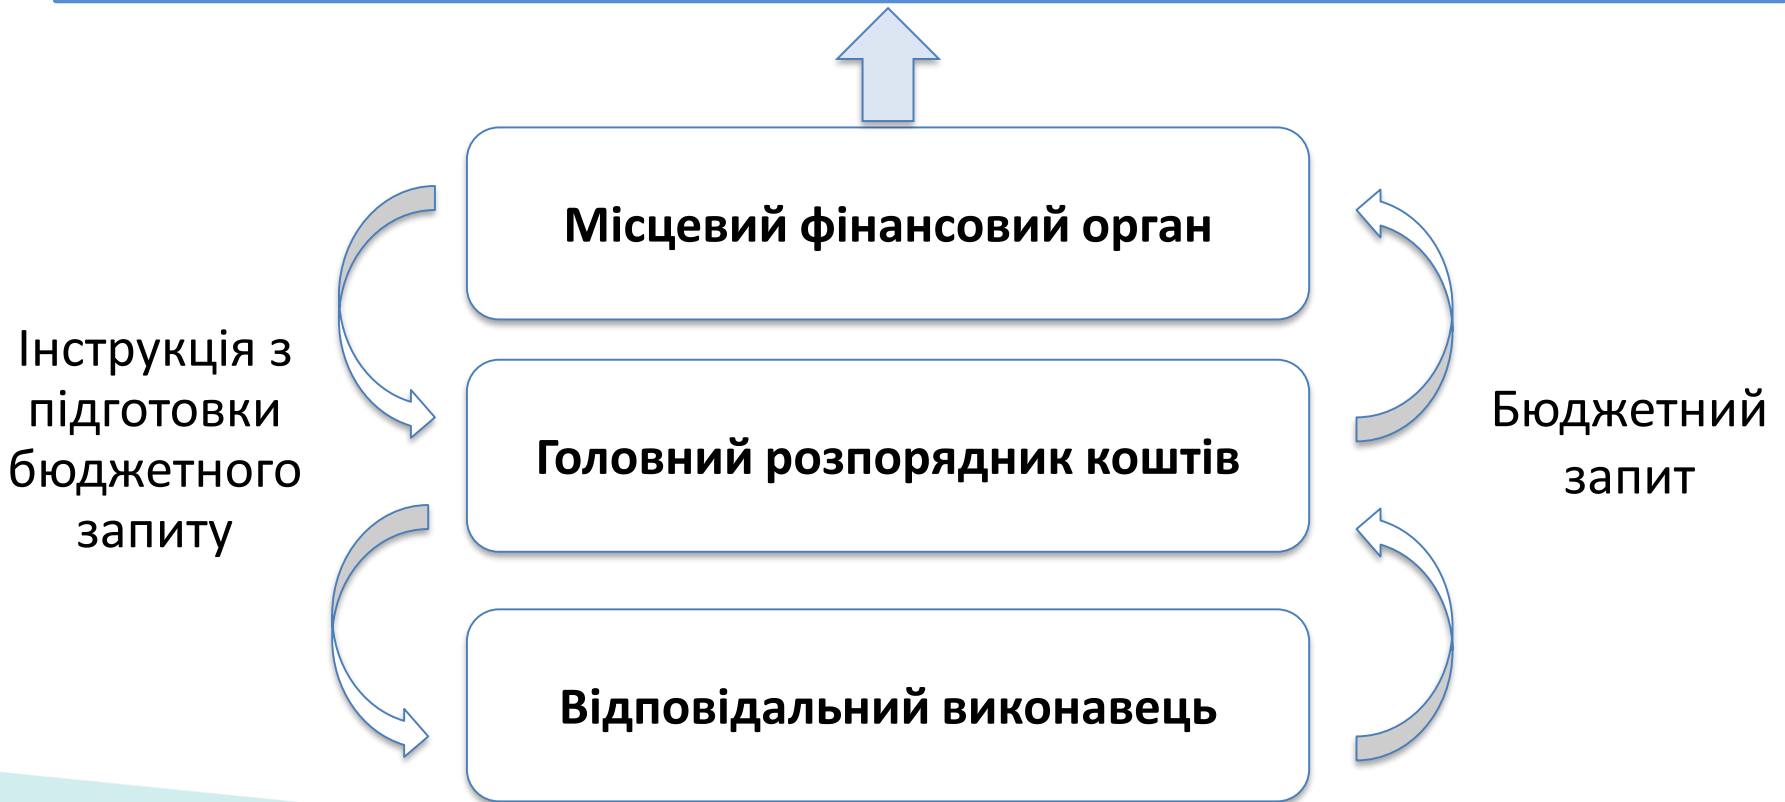 Місцевий фінансовий орган
Інструкція з
підготовки
бюджетного
запиту
Головний розпорядник коштів
Бюджетний
запит
Відповідальний виконавець